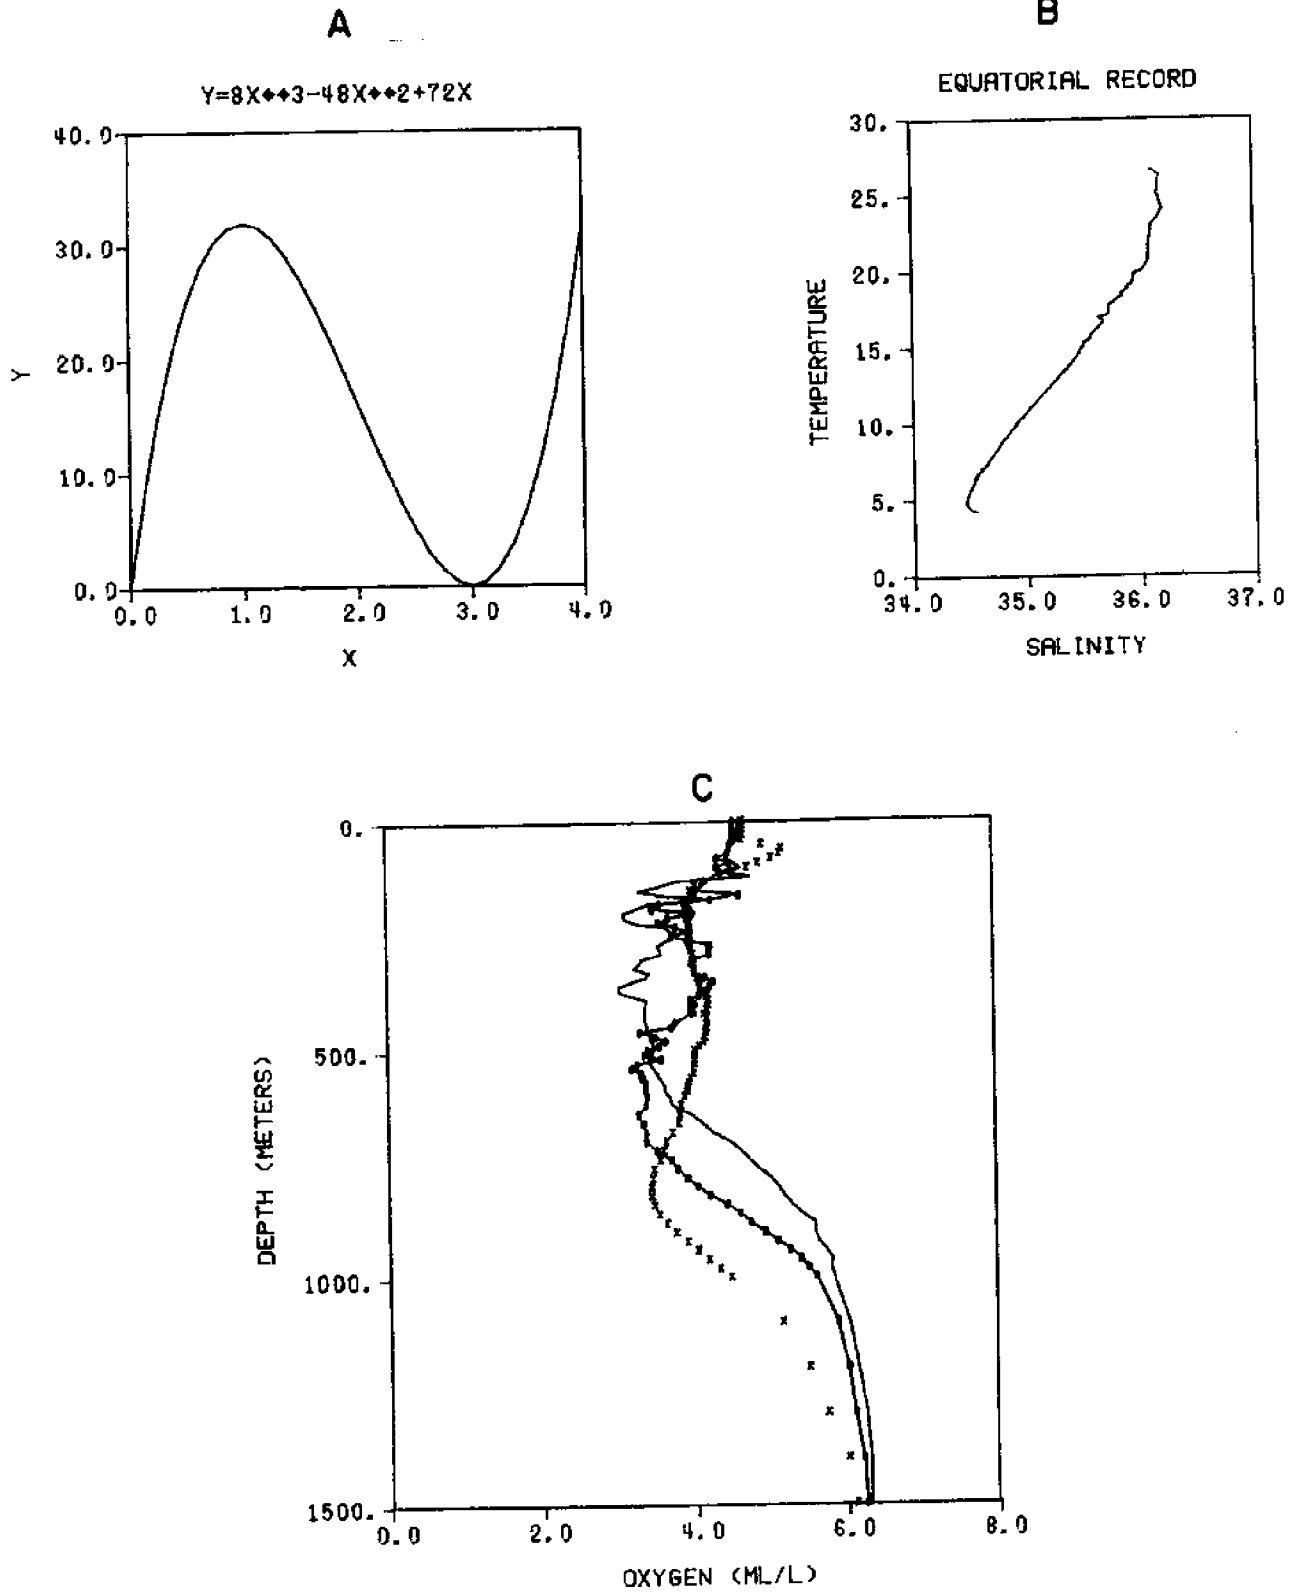 A
Y=8X**3-48X**2+72X
40.0
30.0
20.0
10.0
0.0
Y
0.0 1.0 2.0 3.0 4.0
X
B
EQUATORIAL RECORD
30.
25.
20.
15.
10.
5.
0.
TEMPERATURE
34.0 35.0 36.0 37.0
SALINITY
C
0.
500.
1000.
1500.
DEPTH (METERS)
0.0 2.0 4.0 6.0 8.0
OXYGEN (ML/L)